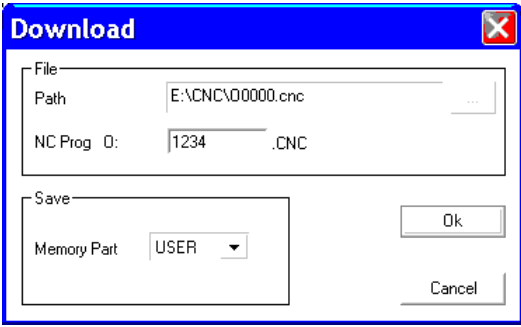 Download
File
Path E:\CNC\O0000.cnc ...
NC Prog O: 1234 .CNC
Save
Memory Part USER
Ok
Cancel